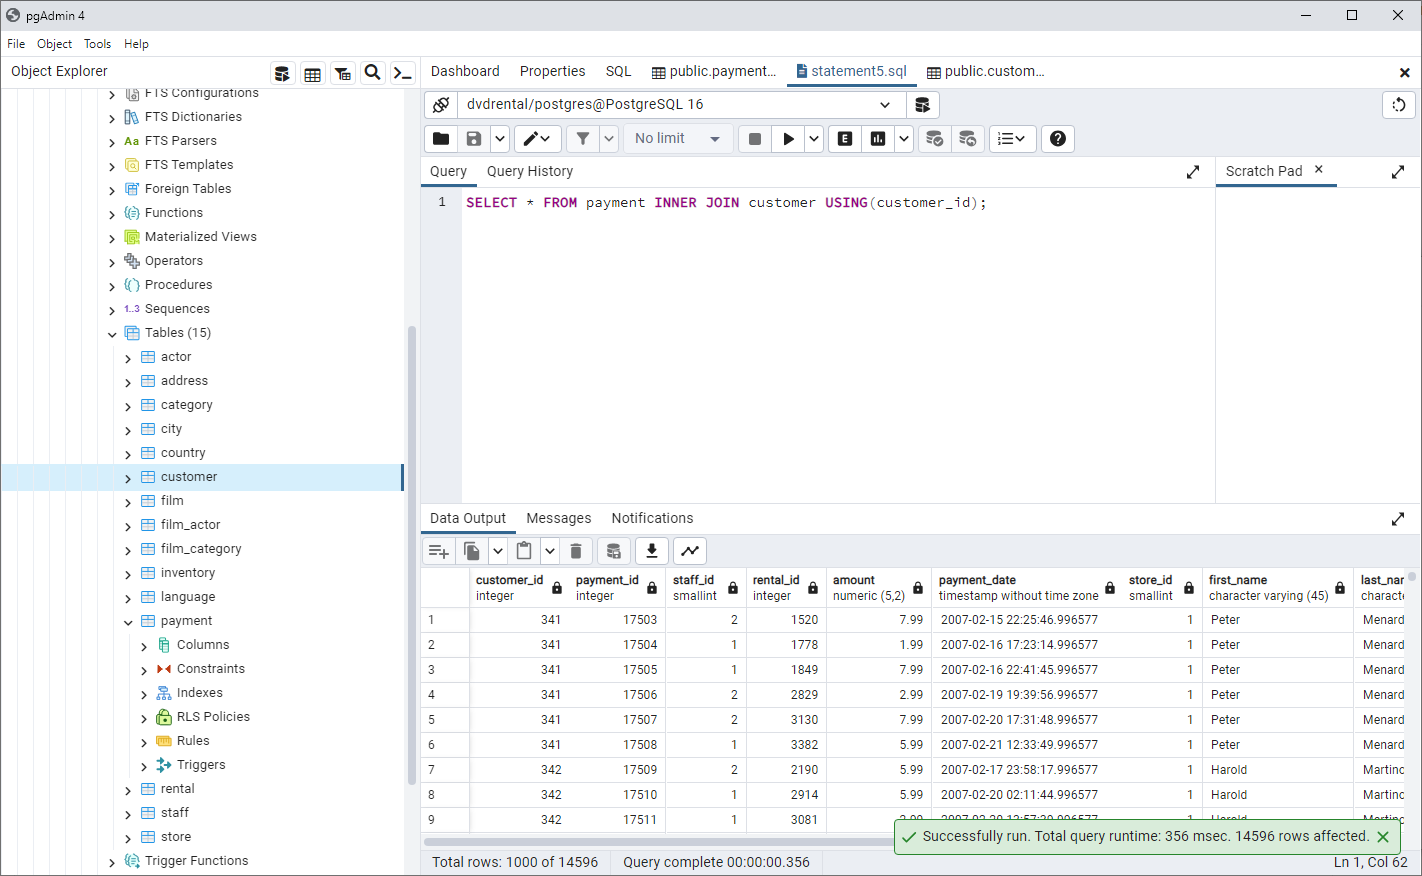 pgAdmin 4
File Object Tools Help
Object Explorer
Dashboard Properties SQL public.payment... statement5.sql public.custom...
FTS Configurations
FTS Dictionaries
Aa FTS Parsers
FTS Templates
Foreign Tables
Functions
Materialized Views
Operators
Procedures
1..3 Sequences
Tables (15)
actor
address
category
city
country
customer
film
film_actor
film_category
inventory
language
payment
Columns
Constraints
Indexes
RLS Policies
Rules
Triggers
rental
staff
store
Trigger Functions
dvdrental/postgres@PostgreSQL 16
No limit
E
Query Query History
Scratch Pad
1 SELECT * FROM payment INNER JOIN customer USING(customer_id);
Data Output Messages Notifications
customer_id payment_id staff_id rental_id amount payment_date store_id first_name last_nar
integer integer smallint integer numeric (5,2) timestamp without time zone smallint character varying (45) characte
1 341 17503 2 1520 7.99 2007-02-15 22:25:46.996577 1 Peter Menard
2 341 17504 1 1778 1.99 2007-02-16 17:23:14.996577 1 Peter Menard
3 341 17505 1 1849 7.99 2007-02-16 22:41:45.996577 1 Peter Menard
4 341 17506 2 2829 2.99 2007-02-19 19:39:56.996577 1 Peter Menard
5 341 17507 2 3130 7.99 2007-02-20 17:31:48.996577 1 Peter Menard
6 341 17508 1 3382 5.99 2007-02-21 12:33:49.996577 1 Peter Menard
7 342 17509 2 2190 5.99 2007-02-17 23:58:17.996577 1 Harold Martinc
8 342 17510 1 2914 5.99 2007-02-20 02:11:44.996577 1 Harold Martinc
9 342 17511 1 3081
Successfully run. Total query runtime: 356 msec. 14596 rows affected.
Total rows: 1000 of 14596 Query complete 00:00:00.356
Ln 1, Col 62